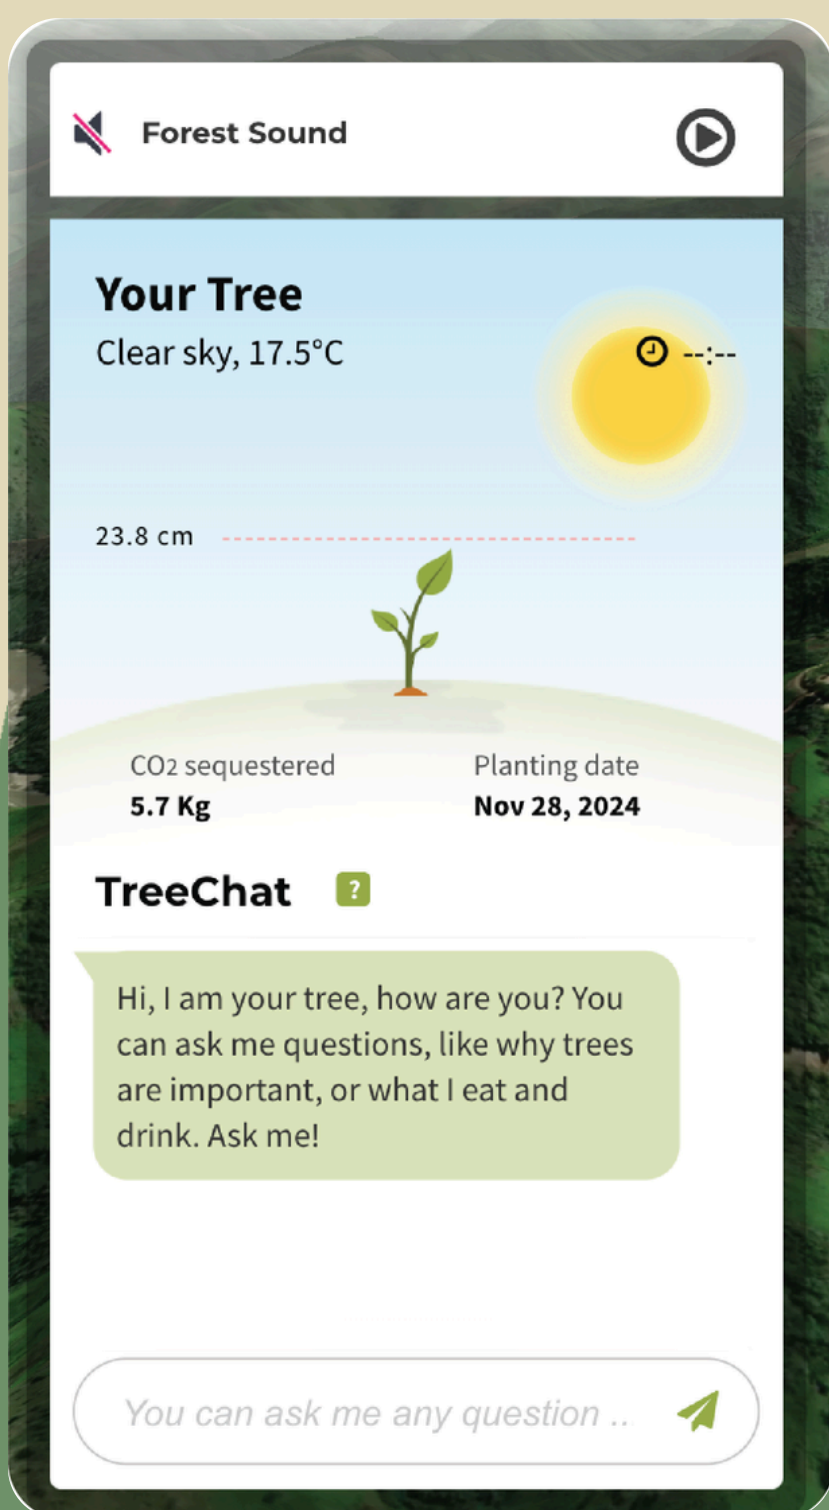 Forest Sound
Your Tree
Clear sky, 17.5°C
--:--
23.8 cm
CO2 sequestered
Planting date
5.7 Kg
Nov 28, 2024
TreeChat
?
Hi, I am your tree, how are you? You
can ask me questions, like why trees
are important, or what I eat and
drink. Ask me!
You can ask me any question ..